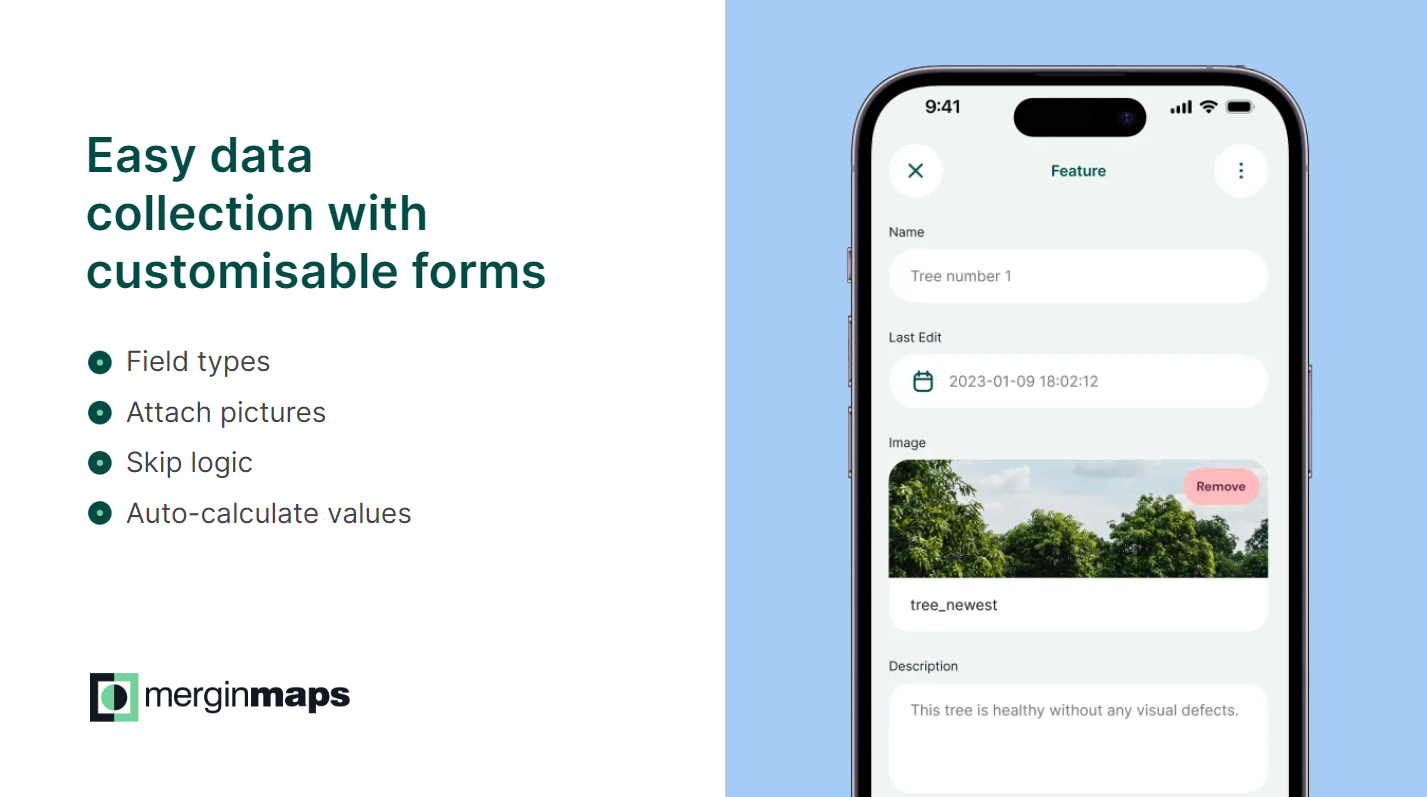 Easy data
collection with
customisable forms
Field types
Attach pictures
Skip logic
Auto-calculate values
merginmaps
9:41
Feature
Name
Tree number 1
Last Edit
2023-01-09 18:02:12
Image
Remove
tree_newest
Description
This tree is healthy without any visual defects.